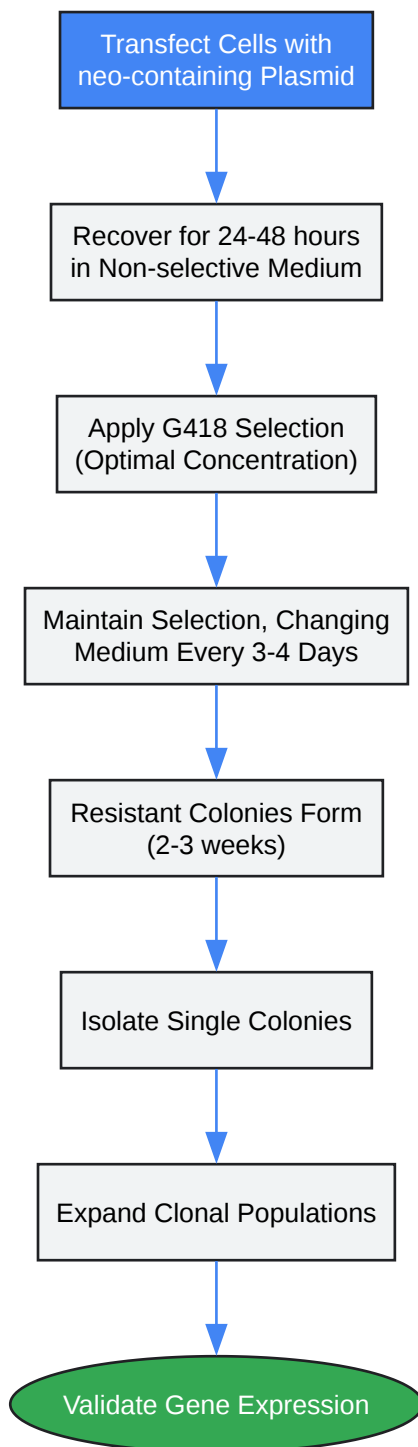 Transfect Cells with
neo-containing Plasmid
Recover for 24-48 hours
in Non-selective Medium
Apply G418 Selection
(Optimal Concentration)
Maintain Selection, Changing
Medium Every 3-4 Days
Resistant Colonies Form
(2-3 weeks)
Isolate Single Colonies
Expand Clonal Populations
Validate Gene Expression